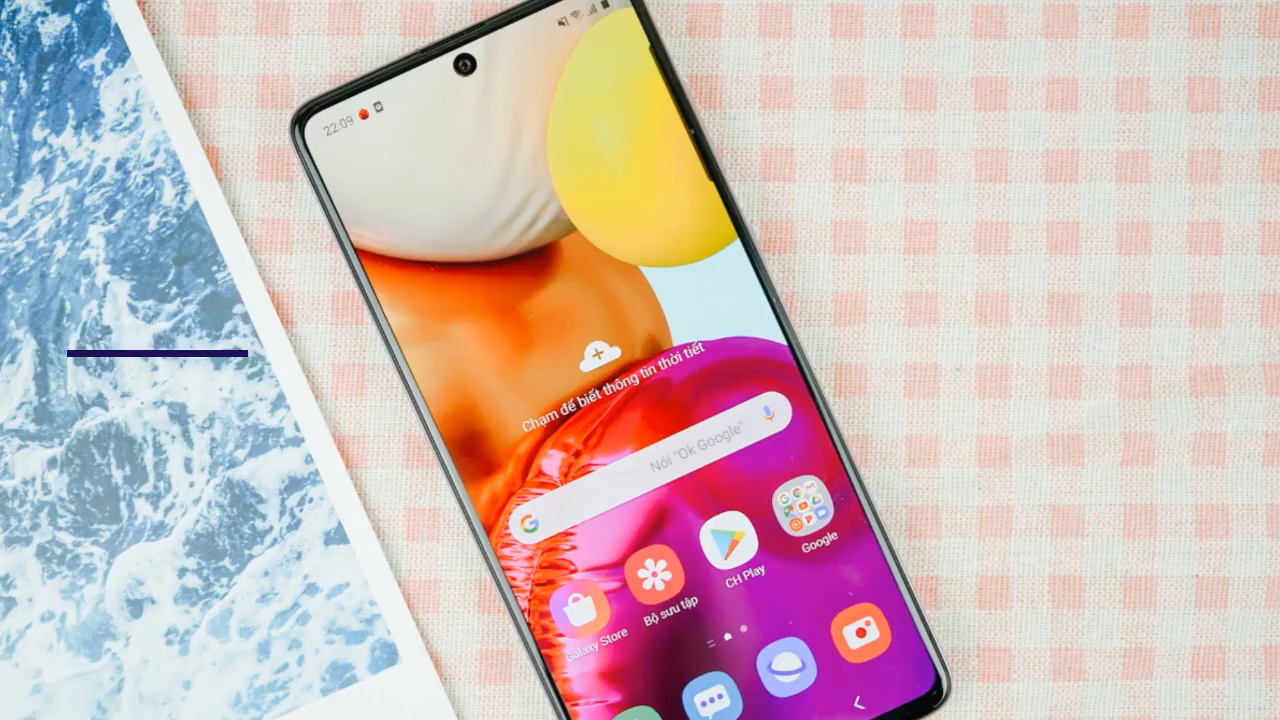 22:09
Chạm để biết thông tin thời tiết
Nói "Ok Google"
Galaxy Store
Bộ sưu tập
CH Play
Google